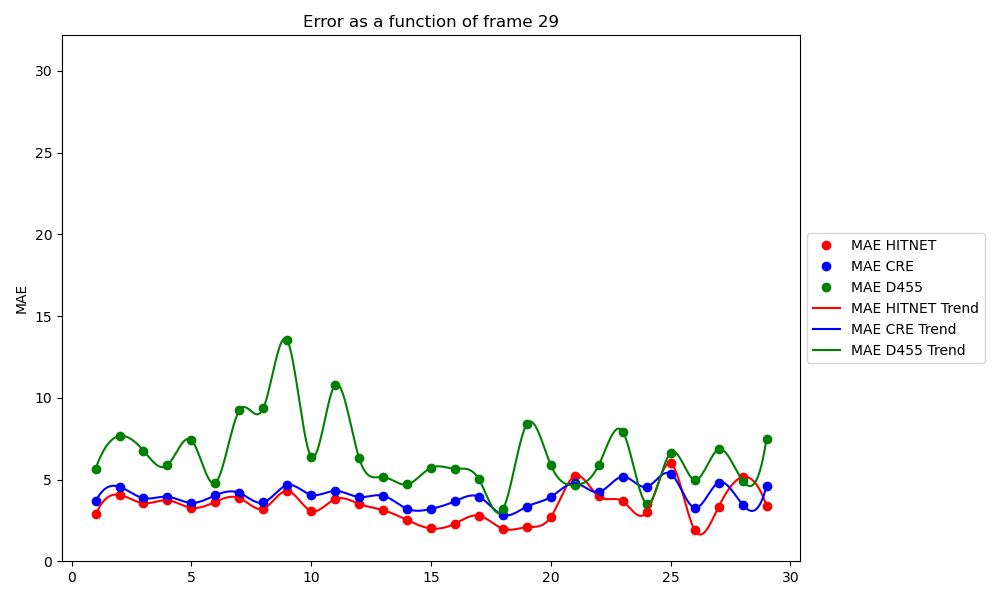 Error as a function of frame 29
MAE
30
25
20
15
10
5
0
0 5 10 15 20 25 30
MAE HITNET
MAE CRE
MAE D455
MAE HITNET Trend
MAE CRE Trend
MAE D455 Trend